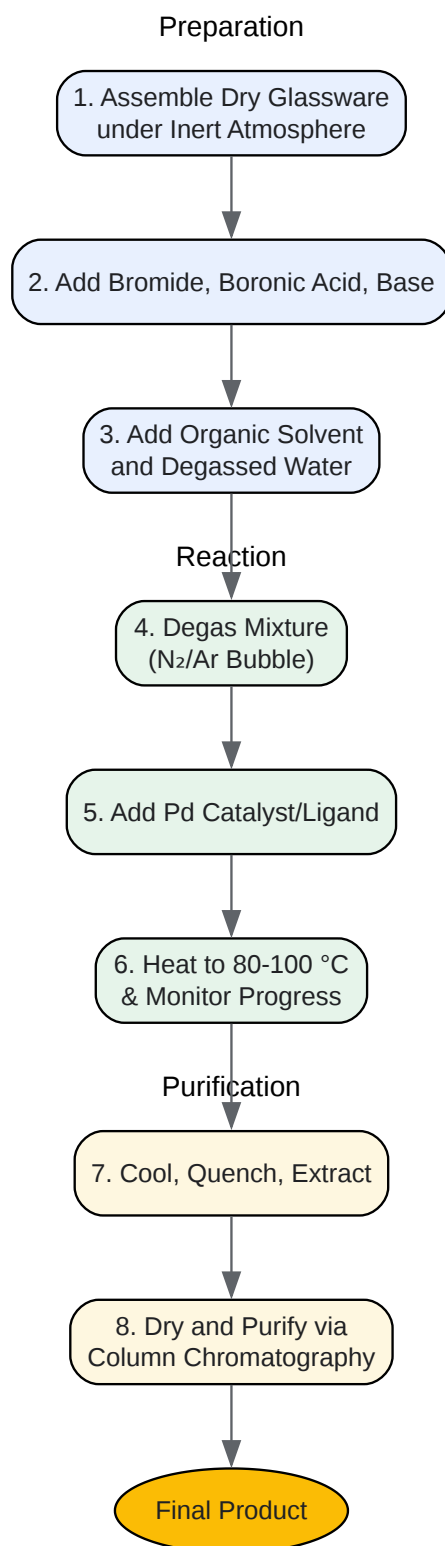 Preparation
1. Assemble Dry Glassware
under Inert Atmosphere
2. Add Bromide, Boronic Acid, Base
3. Add Organic Solvent
and Degassed Water
Reaction
4. Degas Mixture
(N₂/Ar Bubble)
5. Add Pd Catalyst/Ligand
6. Heat to 80-100 °C
& Monitor Progress
Purification
7. Cool, Quench, Extract
8. Dry and Purify via
Column Chromatography
Final Product